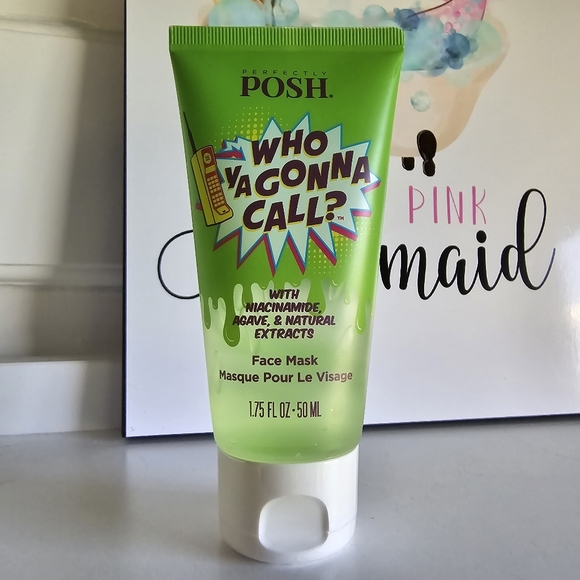 PERFECTLY
POSH®
WHO
YA GONNA
CALL?™
WITH
NIACINAMIDE,
AGAVE, & NATURAL
EXTRACTS
Face Mask
Masque Pour Le Visage
1.75 FL OZ • 50 ML
PINK
maid